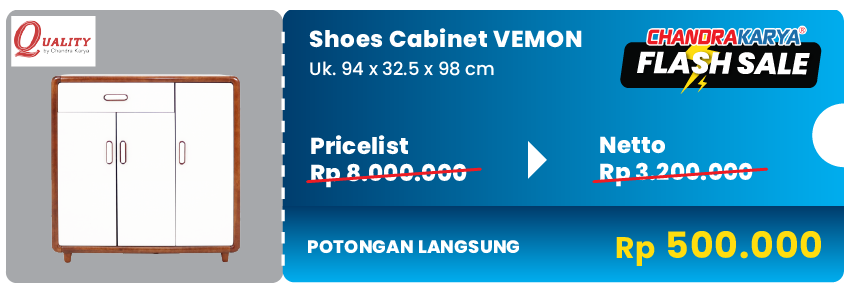 QUALITY
by Chandra Karya
Shoes Cabinet VEMON
Uk. 94 x 32.5 x 98 cm
CHANDRAKARYA®
FLASH SALE
Pricelist
Rp 8.000.000
Netto
Rp 3.200.000
POTONGAN LANGSUNG
Rp 500.000